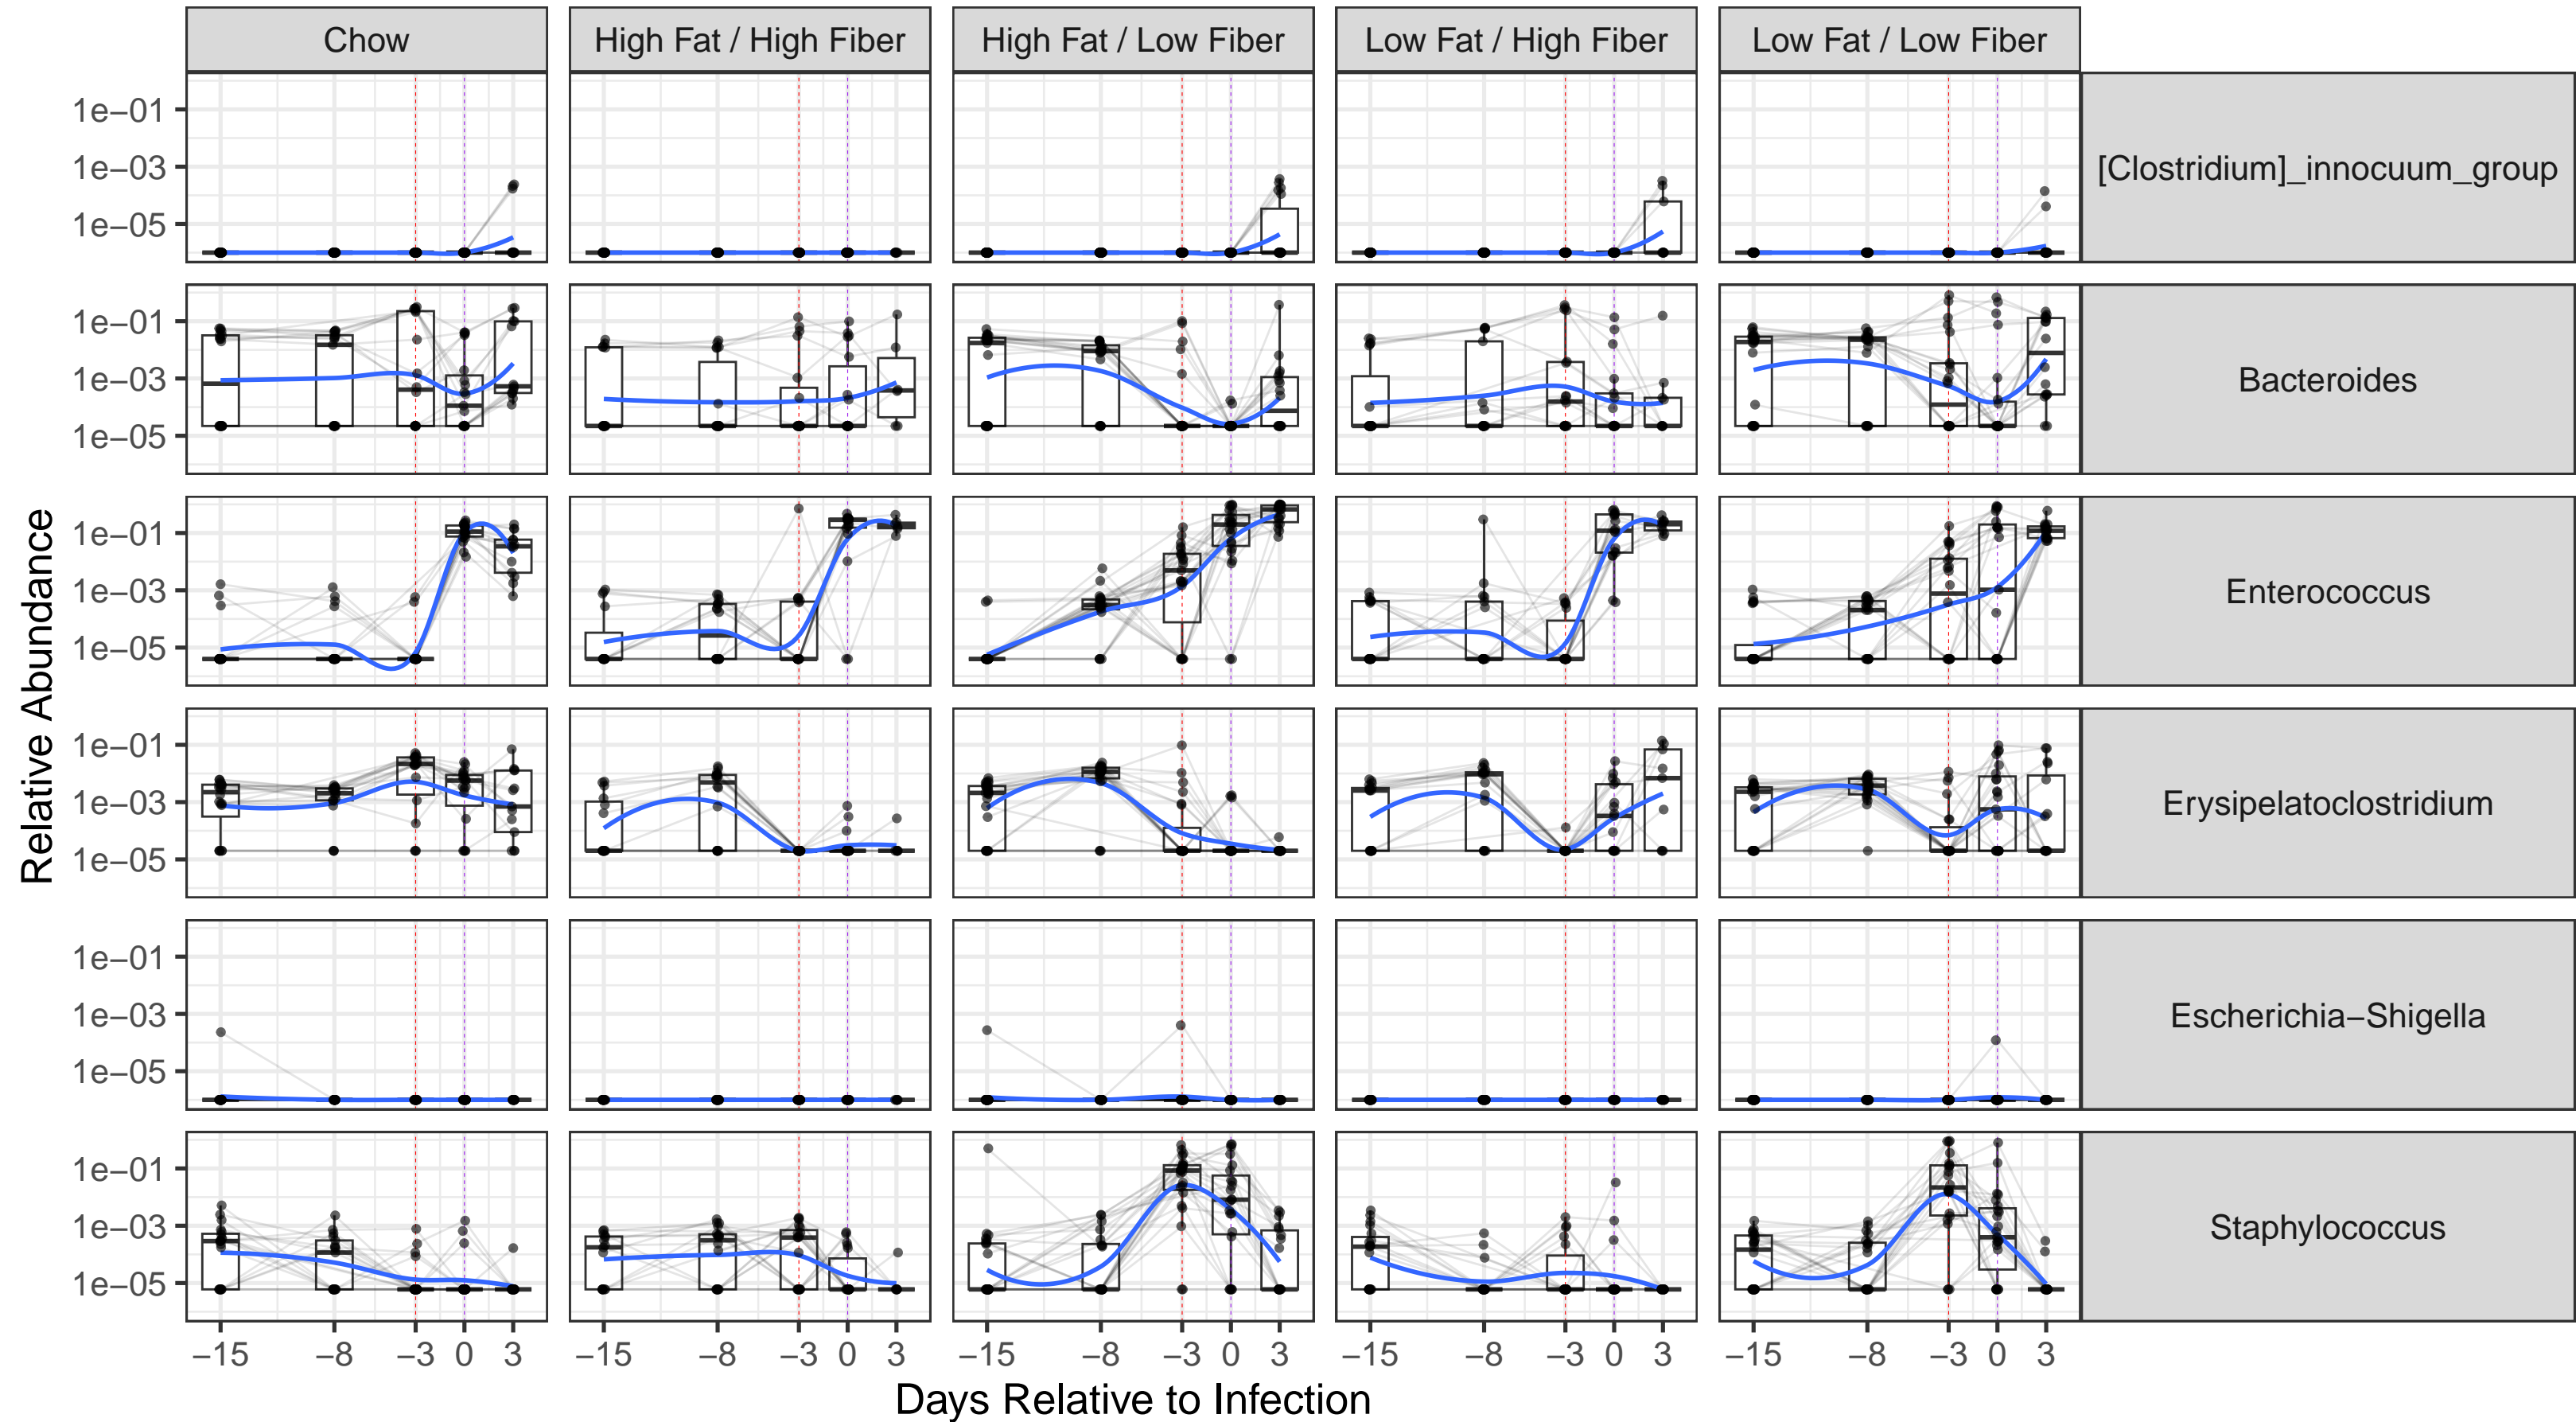 Chow
High Fat / High Fiber
High Fat / Low Fiber
Low Fat / High Fiber
Low Fat / Low Fiber
1e−01
1e−03
1e−05
[Clostridium]_innocuum_group
1e−01
1e−03
1e−05
Bacteroides
1e−01
1e−03
1e−05
Enterococcus
Relative Abundance
1e−01
1e−03
1e−05
Erysipelatoclostridium
1e−01
1e−03
1e−05
Escherichia−Shigella
1e−01
1e−03
1e−05
Staphylococcus
−15 −8 −3 0 3
−15 −8 −3 0 3
−15 −8 −3 0 3
−15 −8 −3 0 3
−15 −8 −3 0 3
Days Relative to Infection